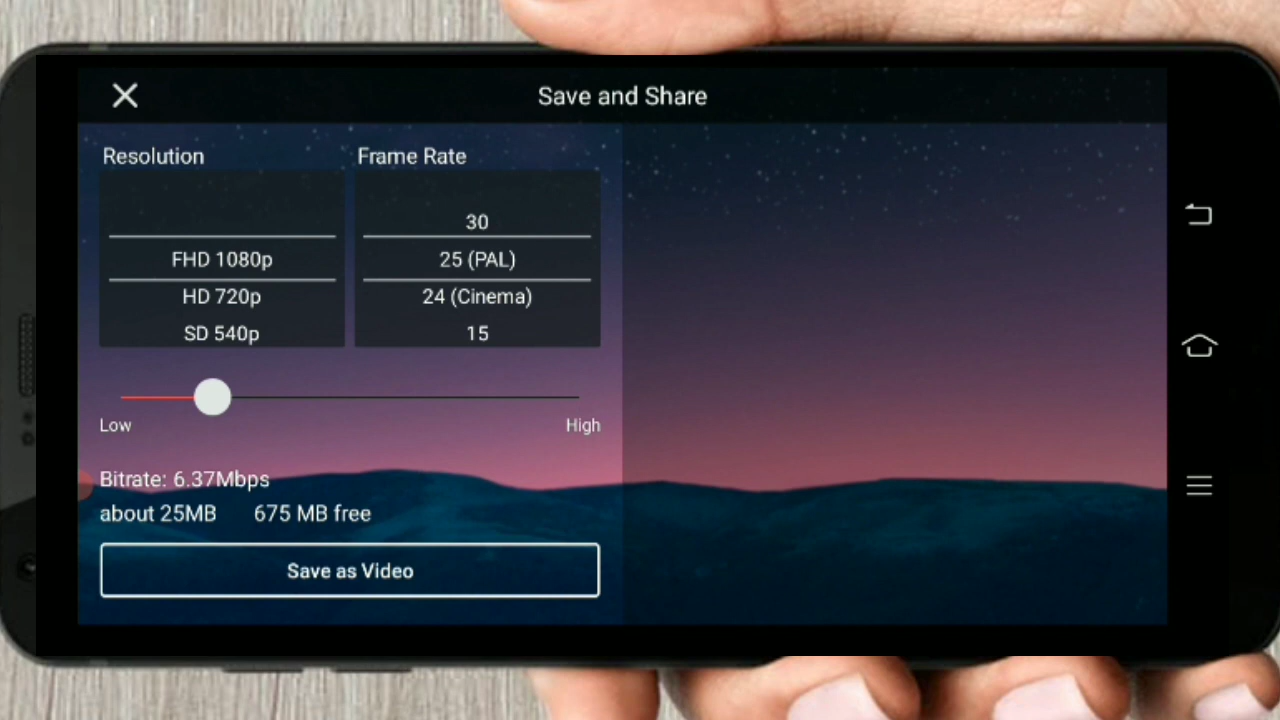 Save and Share
Resolution
Frame Rate
30
FHD 1080p
25 (PAL)
HD 720p
24 (Cinema)
SD 540p
15
Low
High
Bitrate: 6.37Mbps
about 25MB 675 MB free
Save as Video